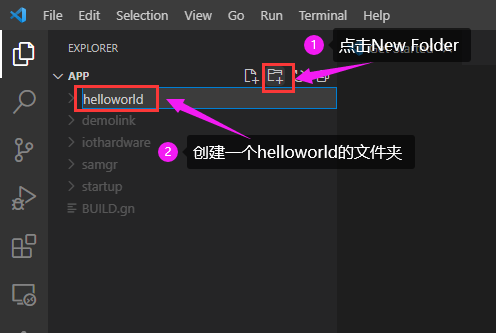 File Edit Selection View Go Run Terminal Help
EXPLORER
1 点击New Folder
APP
helloworld
demolink
iothardware
2 创建一个helloworld的文件夹
samgr
startup
BUILD.gn